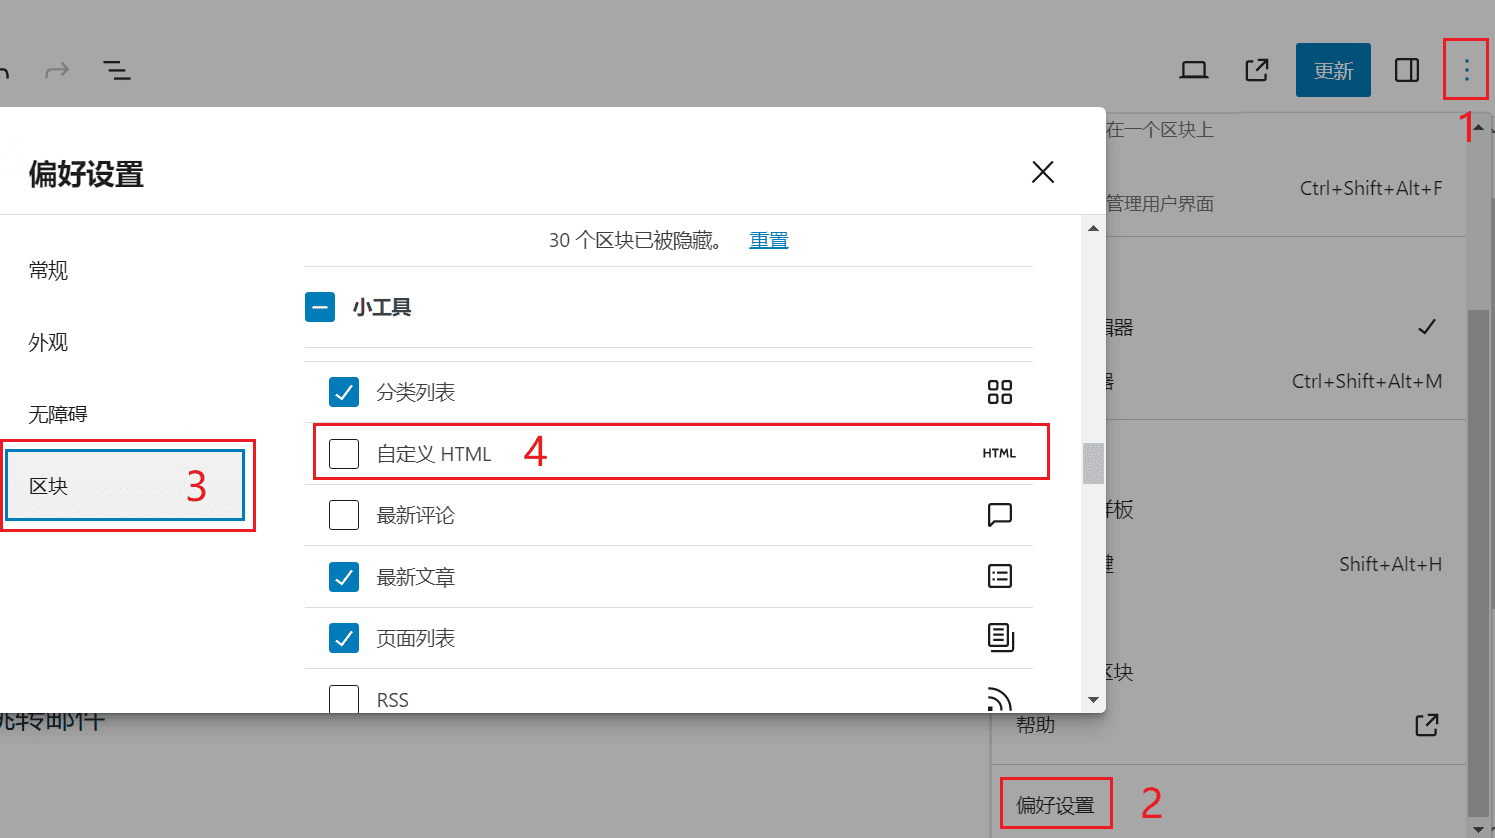 更新
1
在一个区块上
Ctrl+Shift+Alt+F
管理用户界面
偏好设置
30 个区块已被隐藏。 重置
常规
小工具
外观
辑器
分类列表
器 Ctrl+Shift+Alt+M
无障碍
自定义 HTML 4 HTML
区块 3
最新评论
样板
Shift+Alt+H
最新文章
页面列表
区块
RSS
跳转邮件
帮助
偏好设置 2